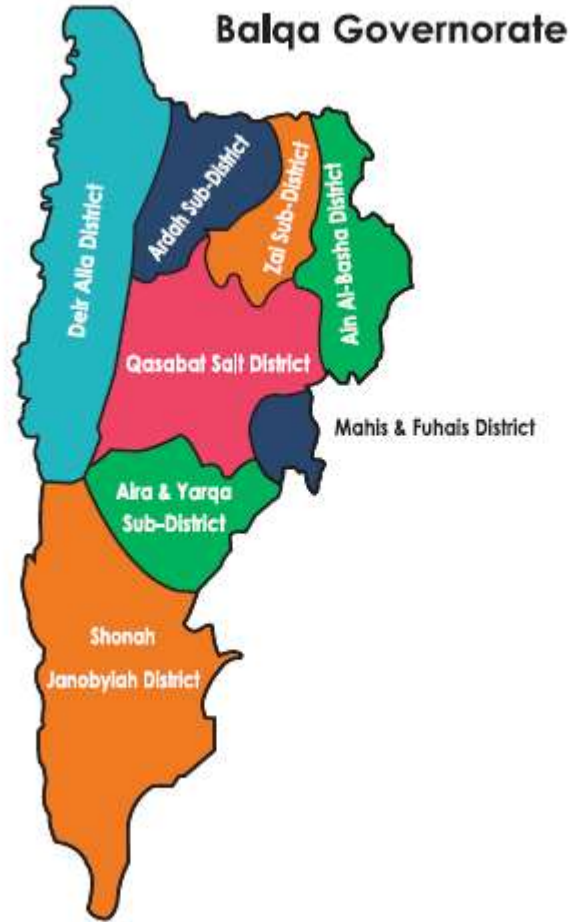 Balqa Governorate
Deir Alla District
Ardah Sub-District
Zai Sub-District
Ain Al-Basha District
Qasabat Salt District
Mahis & Fuhais District
Aira & Yarqa
Sub-District
Shonah
Janobyiah District